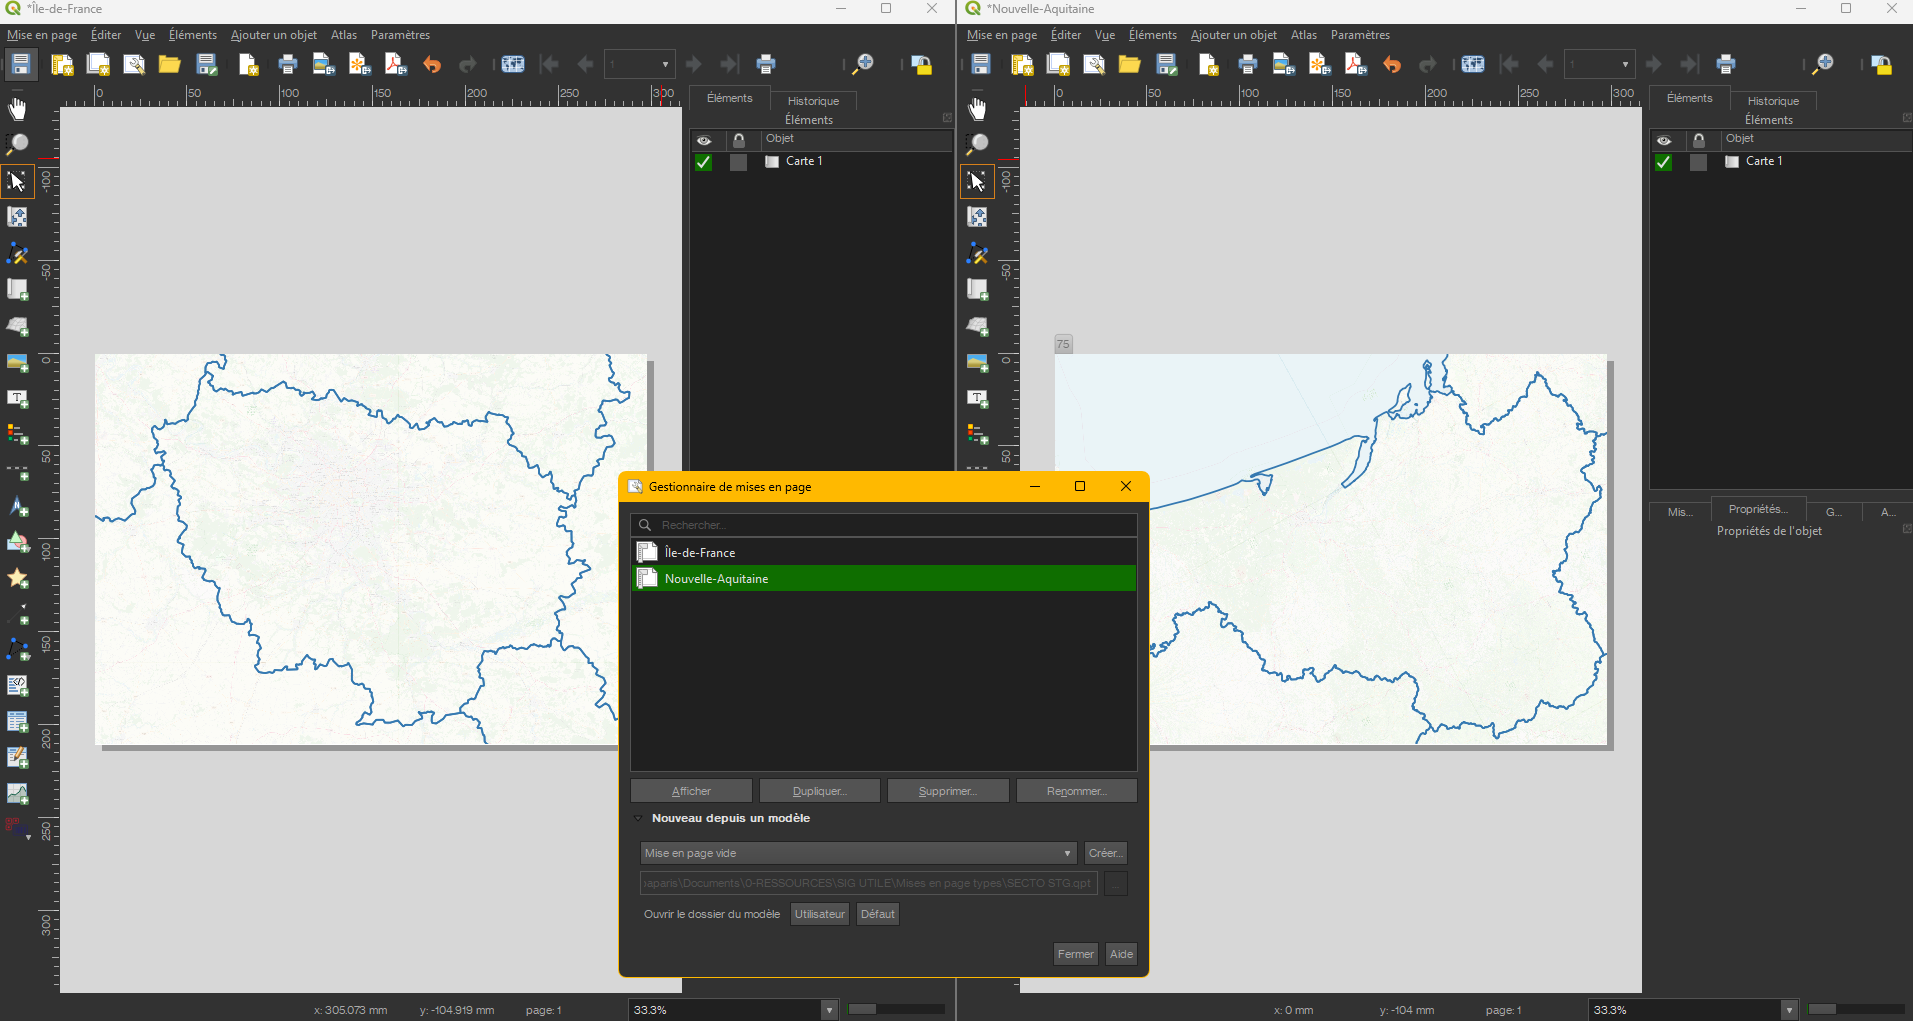 *Île-de-France
Mise en page Éditer Vue Éléments Ajouter un objet Atlas Paramètres
1
0 50 100 150 200 250 300
Éléments Historique
Éléments
Objet
Carte 1
-100
-50
0
50
100
150
200
250
300
x: 305.073 mm y: -104.919 mm page: 1 33.3%
*Nouvelle-Aquitaine
Mise en page Éditer Vue Éléments Ajouter un objet Atlas Paramètres
1
0 50 100 150 200 250 300
Éléments Historique
Éléments
Objet
Carte 1
-100
-50
0
50
75
Mis... Propriétés... G... A...
Propriétés de l'objet
x: 0 mm y: -104 mm page: 1 33.3%
Gestionnaire de mises en page
Rechercher...
Île-de-France
Nouvelle-Aquitaine
Afficher Dupliquer... Supprimer... Renommer...
Nouveau depuis un modèle
Mise en page vide Créer...
aparis\Documents\0-RESSOURCES\SIG UTILE\Mises en page types\SECTO STG.qpt ...
Ouvrir le dossier du modèle Utilisateur Défaut
Fermer Aide